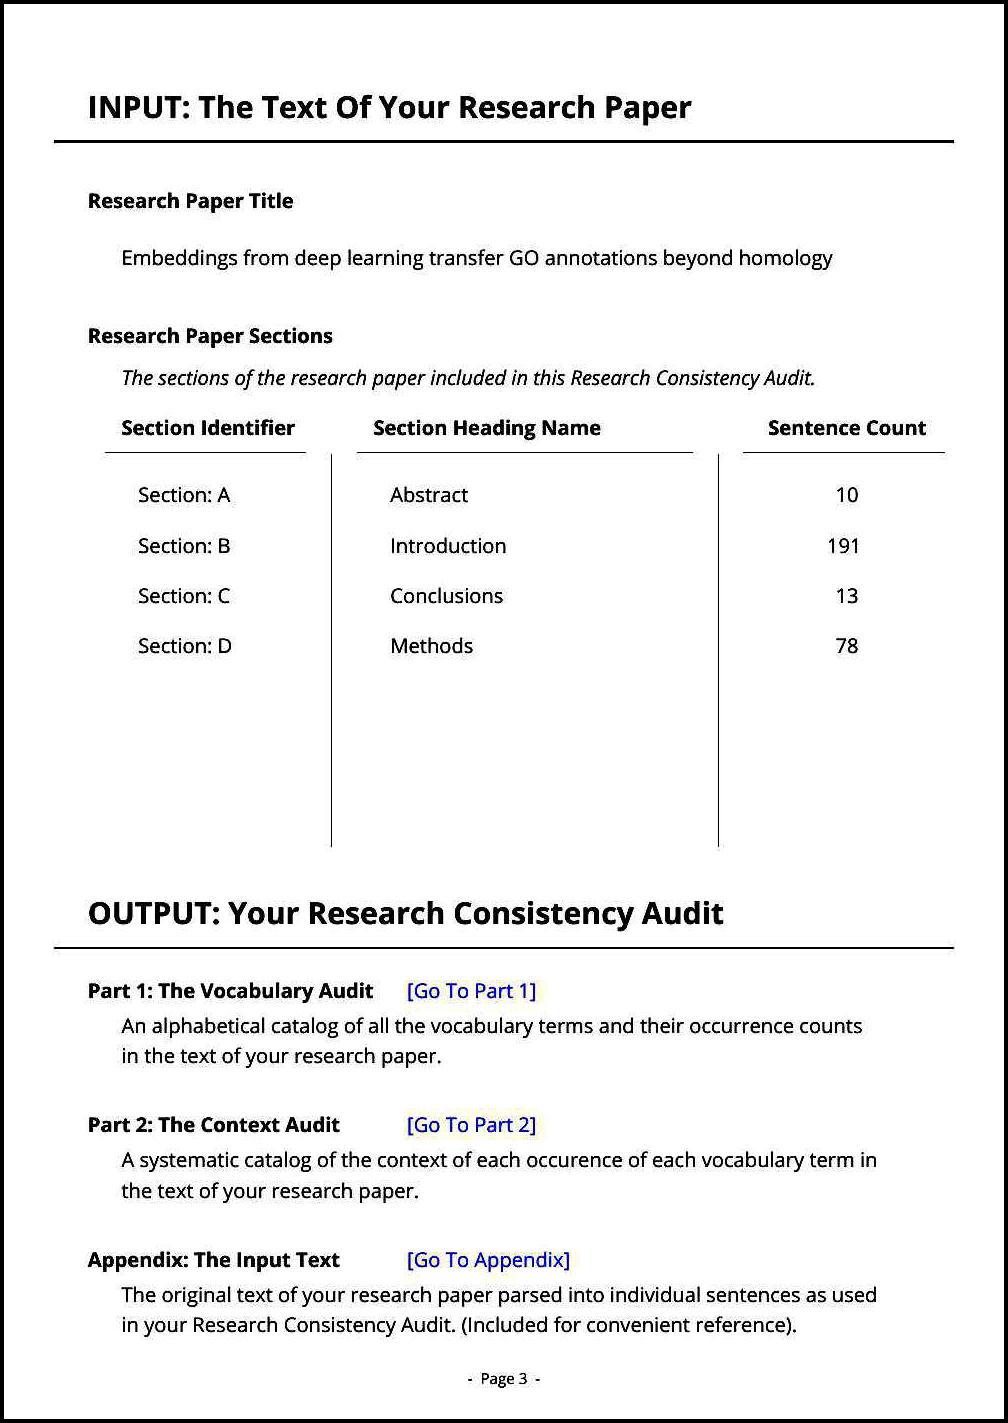 INPUT: The Text Of Your Research Paper
Research Paper Title
Embeddings from deep learning transfer GO annotations beyond homology
Research Paper Sections
The sections of the research paper included in this Research Consistency Audit.
Section Identifier Section Heading Name Sentence Count
Section: A Abstract 10
Section: B Introduction 191
Section: C Conclusions 13
Section: D Methods 78
OUTPUT: Your Research Consistency Audit
Part 1: The Vocabulary Audit [Go To Part 1]
An alphabetical catalog of all the vocabulary terms and their occurrence counts
in the text of your research paper.
Part 2: The Context Audit [Go To Part 2]
A systematic catalog of the context of each occurence of each vocabulary term in
the text of your research paper.
Appendix: The Input Text [Go To Appendix]
The original text of your research paper parsed into individual sentences as used
in your Research Consistency Audit. (Included for convenient reference).
- Page 3 -